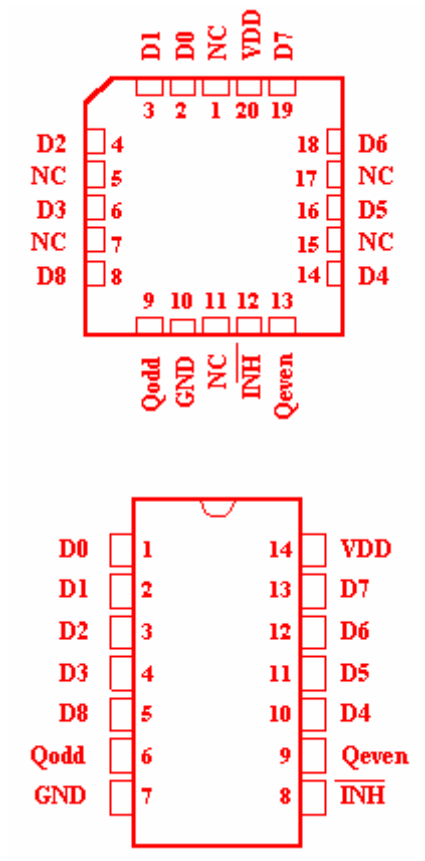 D1 D0 NC VDD D7
3 2 1 20 19
D2 4 18 D6
NC 5 17 NC
D3 6 16 D5
NC 7 15 NC
D8 8 14 D4
9 10 11 12 13
Qodd GND NC I̅N̅H̅ Qeven
D0 1 14 VDD
D1 2 13 D7
D2 3 12 D6
D3 4 11 D5
D8 5 10 D4
Qodd 6 9 Qeven
GND 7 8 I̅N̅H̅